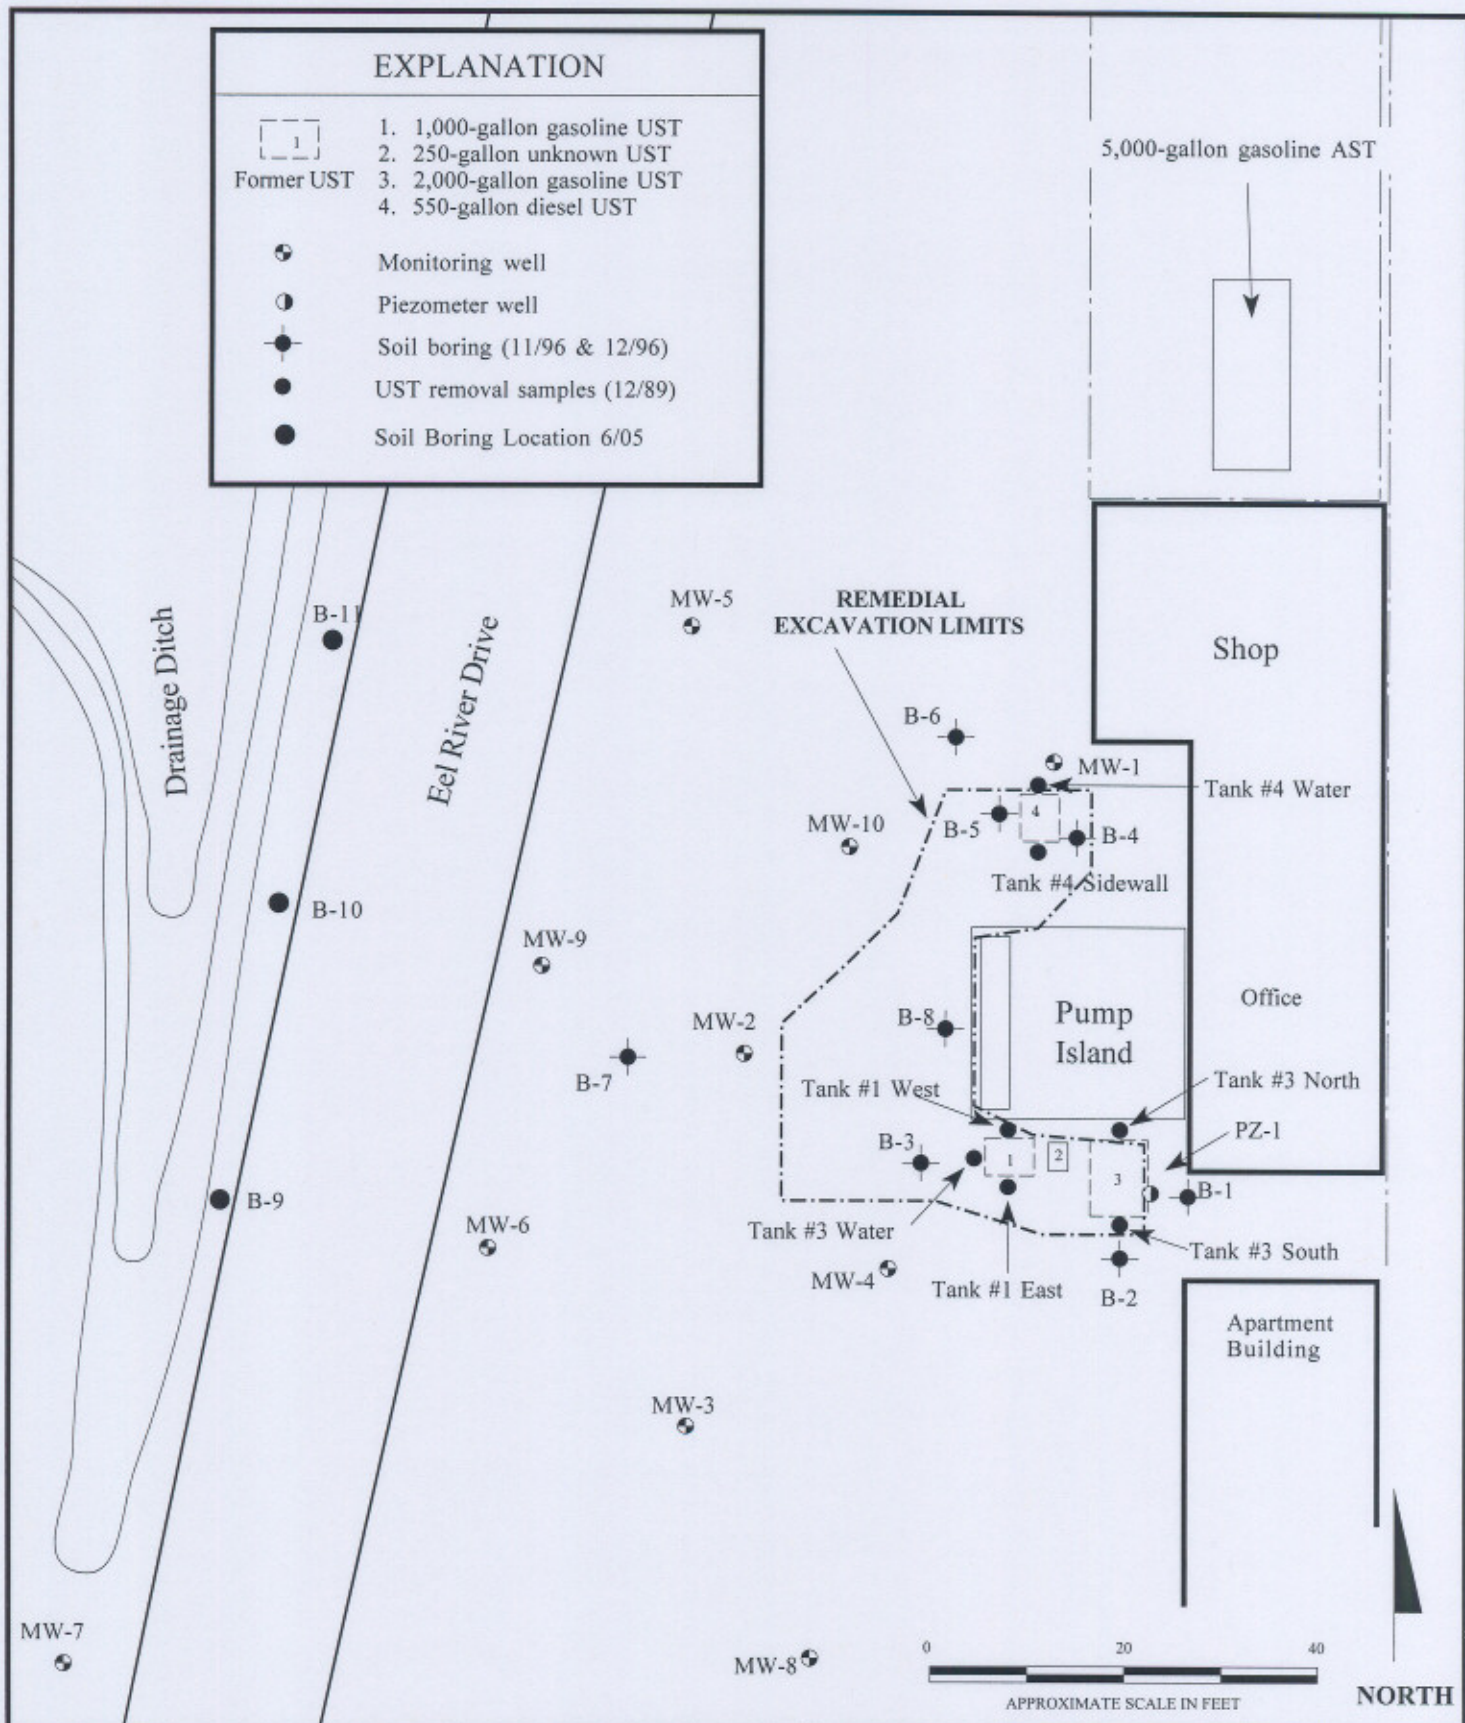 EXPLANATION
1
Former UST
1. 1,000-gallon gasoline UST
2. 250-gallon unknown UST
3. 2,000-gallon gasoline UST
4. 550-gallon diesel UST
Monitoring well
Piezometer well
Soil boring (11/96 & 12/96)
UST removal samples (12/89)
Soil Boring Location 6/05
5,000-gallon gasoline AST
B-11
MW-5
REMEDIAL
EXCAVATION LIMITS
Shop
Drainage Ditch
Eel River Drive
B-6
MW-1
Tank #4 Water
MW-10
B-5
4
B-4
Tank #4 Sidewall
B-10
MW-9
MW-2
B-8
Pump
Island
Office
B-7
Tank #1 West
Tank #3 North
PZ-1
B-3
1
2
3
B-1
B-9
MW-6
Tank #3 Water
Tank #3 South
MW-4
Tank #1 East
B-2
Apartment
Building
MW-3
MW-7
MW-8
0 20 40
APPROXIMATE SCALE IN FEET
NORTH